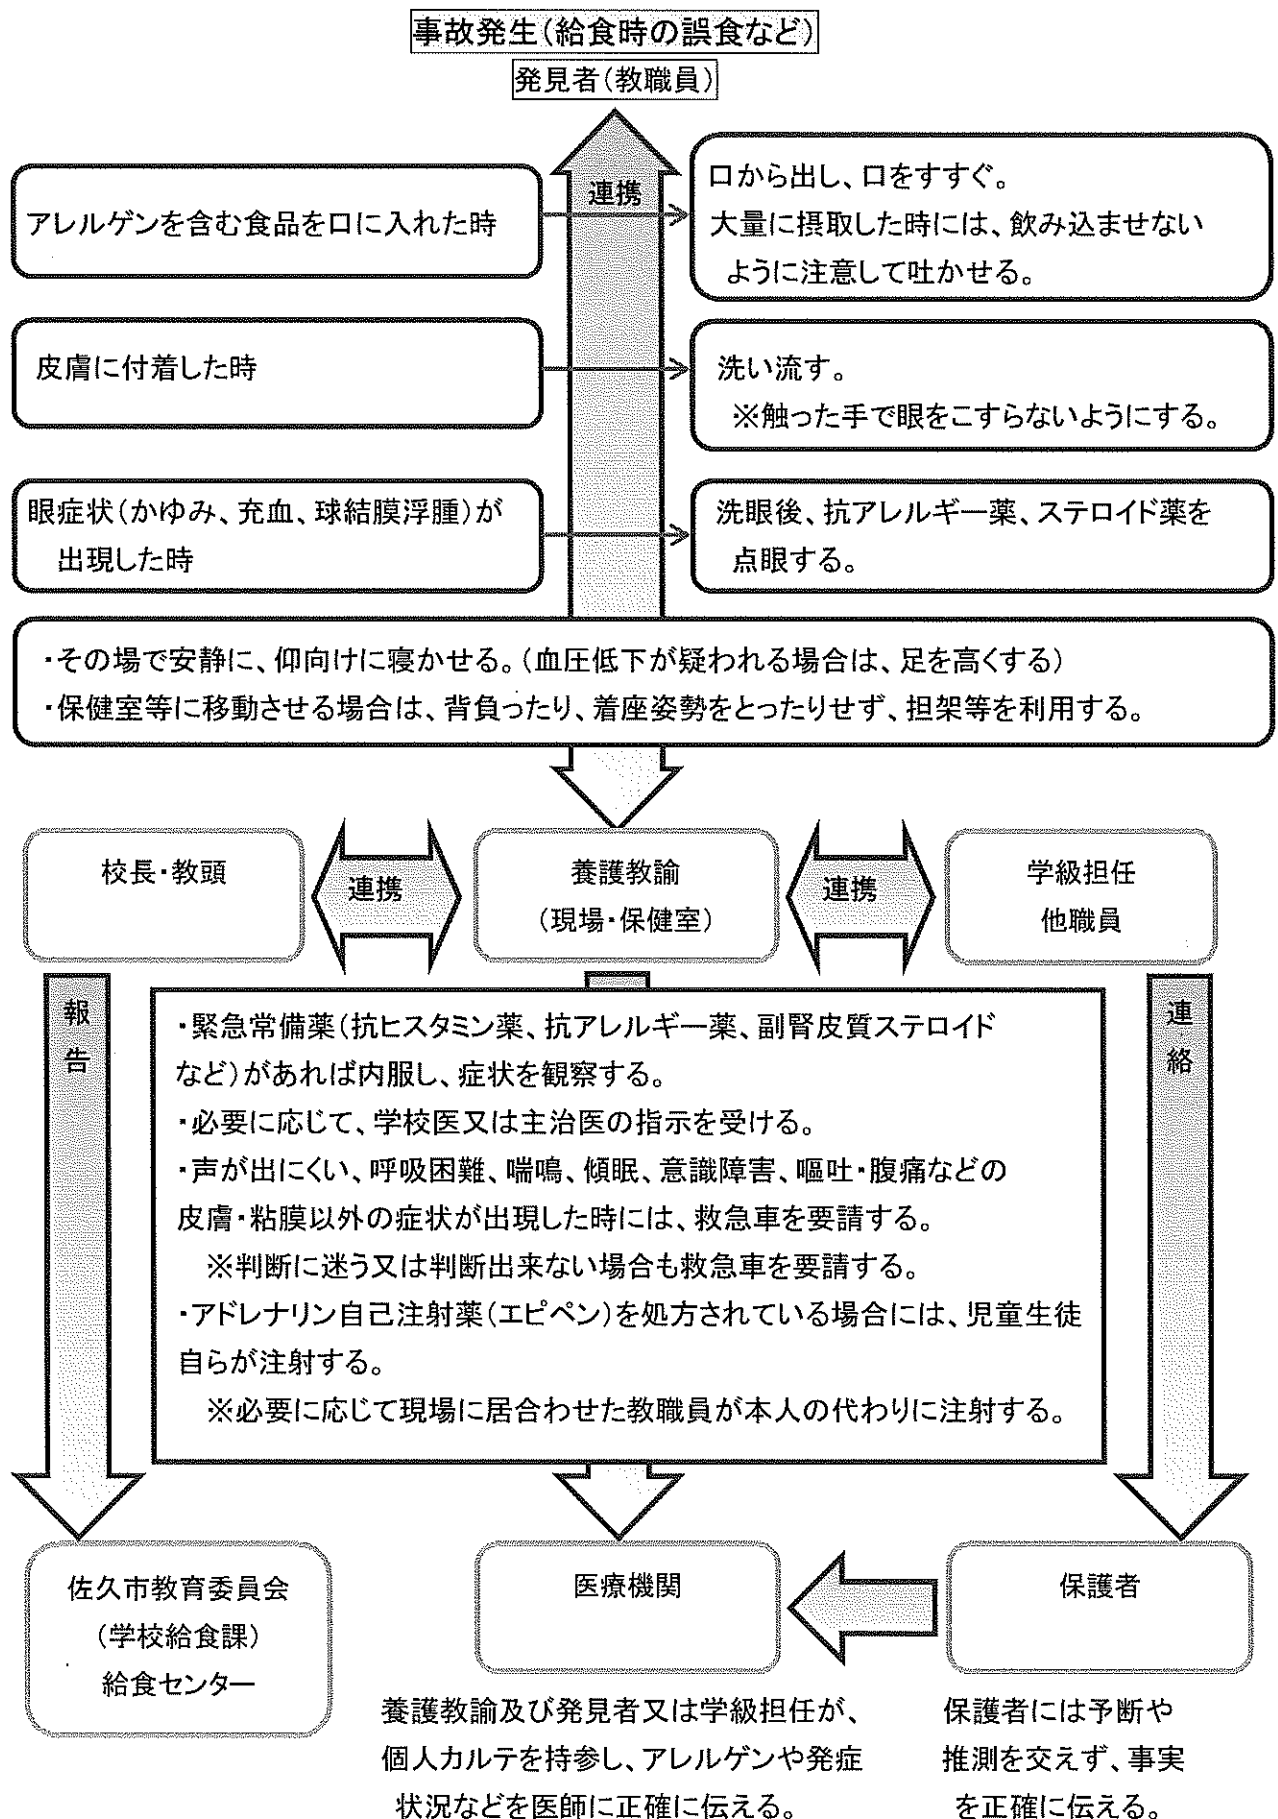 事故発生(給食時の誤食など)
発見者(教職員)
連携
アレルゲンを含む食品を口に入れた時
口から出し、口をすすぐ。
大量に摂取した時には、飲み込ませない
ように注意して吐かせる。
皮膚に付着した時
洗い流す。
※触った手で眼をこすらないようにする。
眼症状(かゆみ、充血、球結膜浮腫)が
出現した時
洗眼後、抗アレルギー薬、ステロイド薬を
点眼する。
・その場で安静に、仰向けに寝かせる。(血圧低下が疑われる場合は、足を高くする)
・保健室等に移動させる場合は、背負ったり、着座姿勢をとったりせず、担架等を利用する。
校長・教頭
連携
養護教諭
(現場・保健室)
連携
学級担任
他職員
報告
・緊急常備薬(抗ヒスタミン薬、抗アレルギー薬、副腎皮質ステロイド
など)があれば内服し、症状を観察する。
・必要に応じて、学校医又は主治医の指示を受ける。
・声が出にくい、呼吸困難、喘鳴、傾眠、意識障害、嘔吐・腹痛などの
皮膚・粘膜以外の症状が出現した時には、救急車を要請する。
※判断に迷う又は判断出来ない場合も救急車を要請する。
・アドレナリン自己注射薬(エピペン)を処方されている場合には、児童生徒
自らが注射する。
※必要に応じて現場に居合わせた教職員が本人の代わりに注射する。
連絡
佐久市教育委員会
(学校給食課)
給食センター
医療機関
保護者
養護教諭及び発見者又は学級担任が、
個人カルテを持参し、アレルゲンや発症
状況などを医師に正確に伝える。
保護者には予断や
推測を交えず、事実
を正確に伝える。